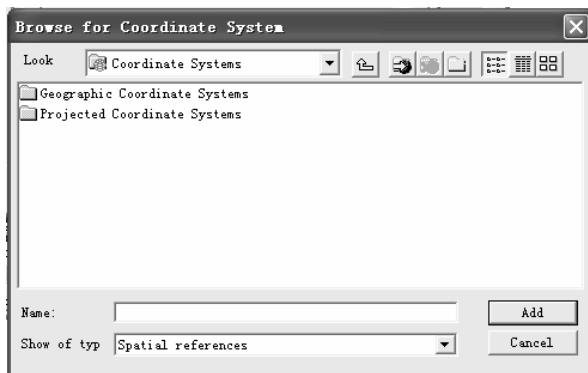 Browse for Coordinate System
Look Coordinate Systems
Geographic Coordinate Systems
Projected Coordinate Systems
Name: Add
Show of typ Spatial references Cancel